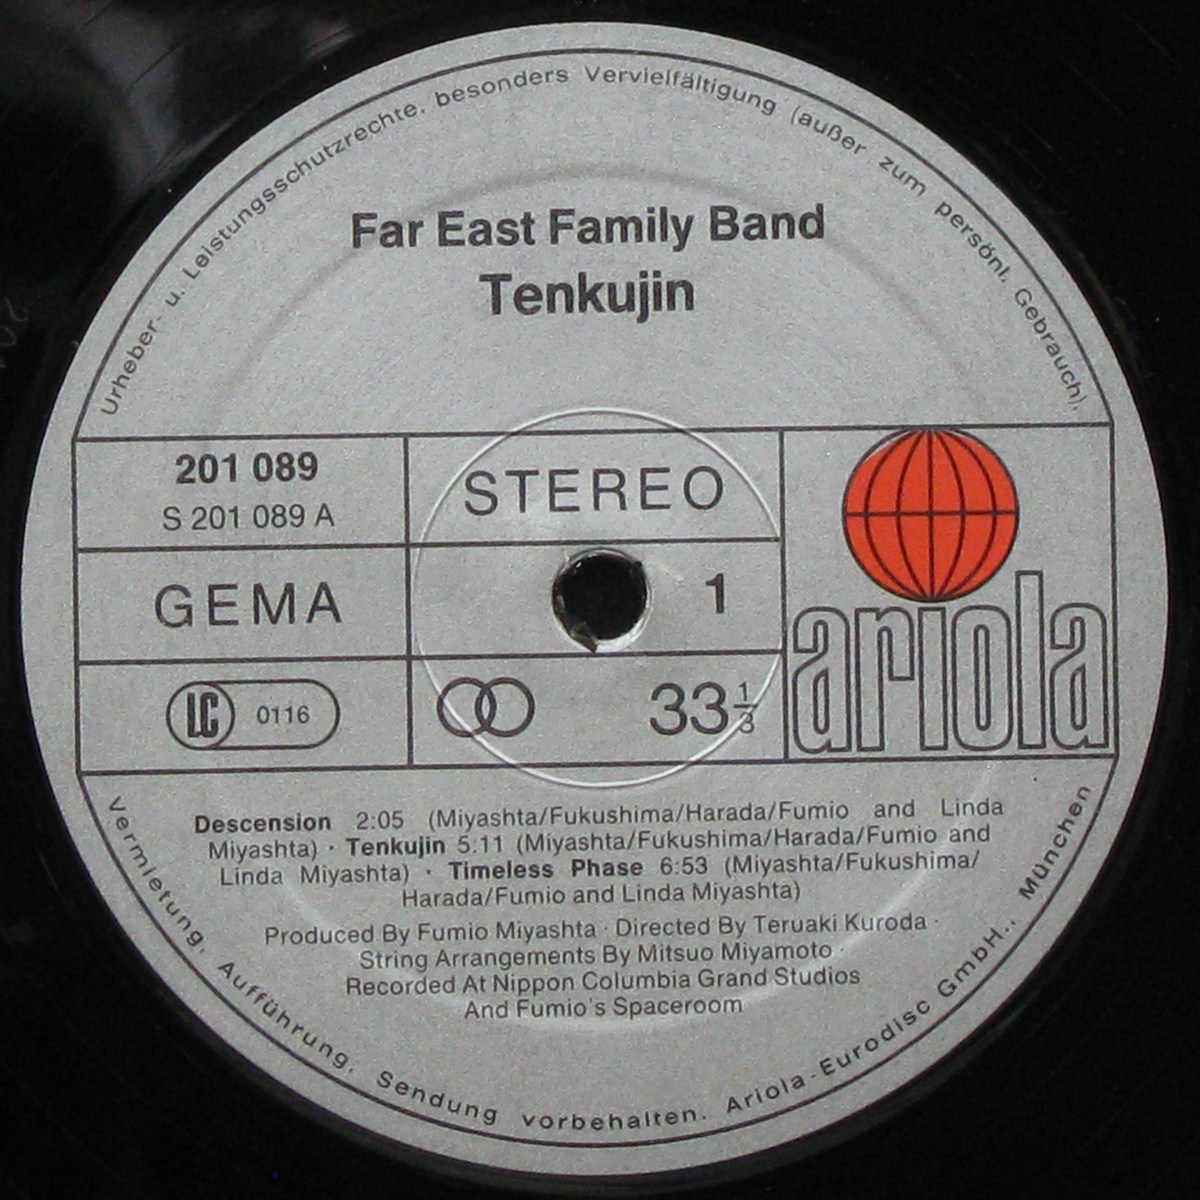 Urheber- u. Leistungsschutzrechte, besonders Vervielfältigung (außer zum persönl. Gebrauch),
Far East Family Band
Tenkujin
201 089
S 201 089 A
STEREO
GEMA
1
LC 0116
33 1/3
ariola
Descension 2:05 (Miyashta/Fukushima/Harada/Fumio and Linda
Miyashta) · Tenkujin 5:11 (Miyashta/Fukushima/Harada/Fumio and
Linda Miyashta) · Timeless Phase 6:53 (Miyashta/Fukushima/
Harada/Fumio and Linda Miyashta)
Produced By Fumio Miyashta · Directed By Teruaki Kuroda ·
String Arrangements By Mitsuo Miyamoto ·
Recorded At Nippon Columbia Grand Studios
And Fumio's Spaceroom
Vermietung, Aufführung, Sendung vorbehalten. Ariola-Eurodisc GmbH., München